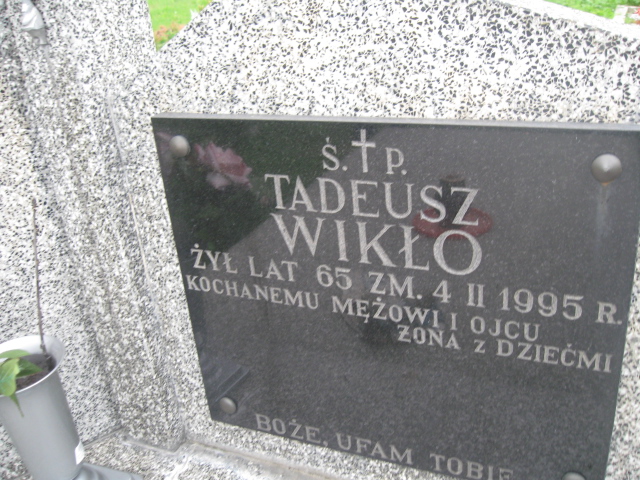 Ś. † P.
TADEUSZ
WIKŁO
ŻYŁ LAT 65 ZM. 4 II 1995 R.
KOCHANEMU MĘŻOWI I OJCU
ŻONA Z DZIEĆMI
BOŻE, UFAM TOBIE